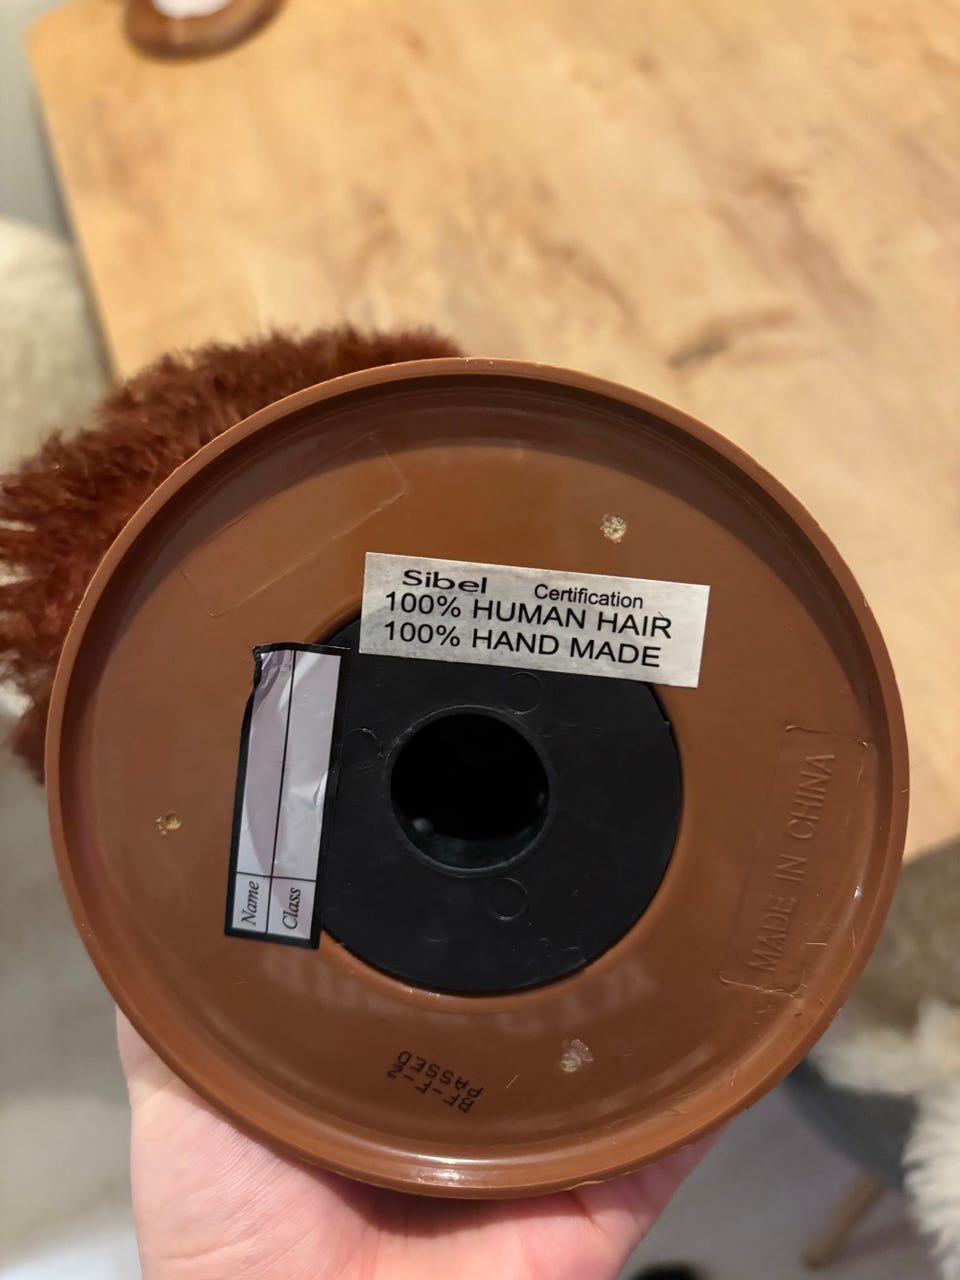 Sibel Certification
100% HUMAN HAIR
100% HAND MADE
Name
Class
MADE IN CHINA
BF-F-2
PASSED